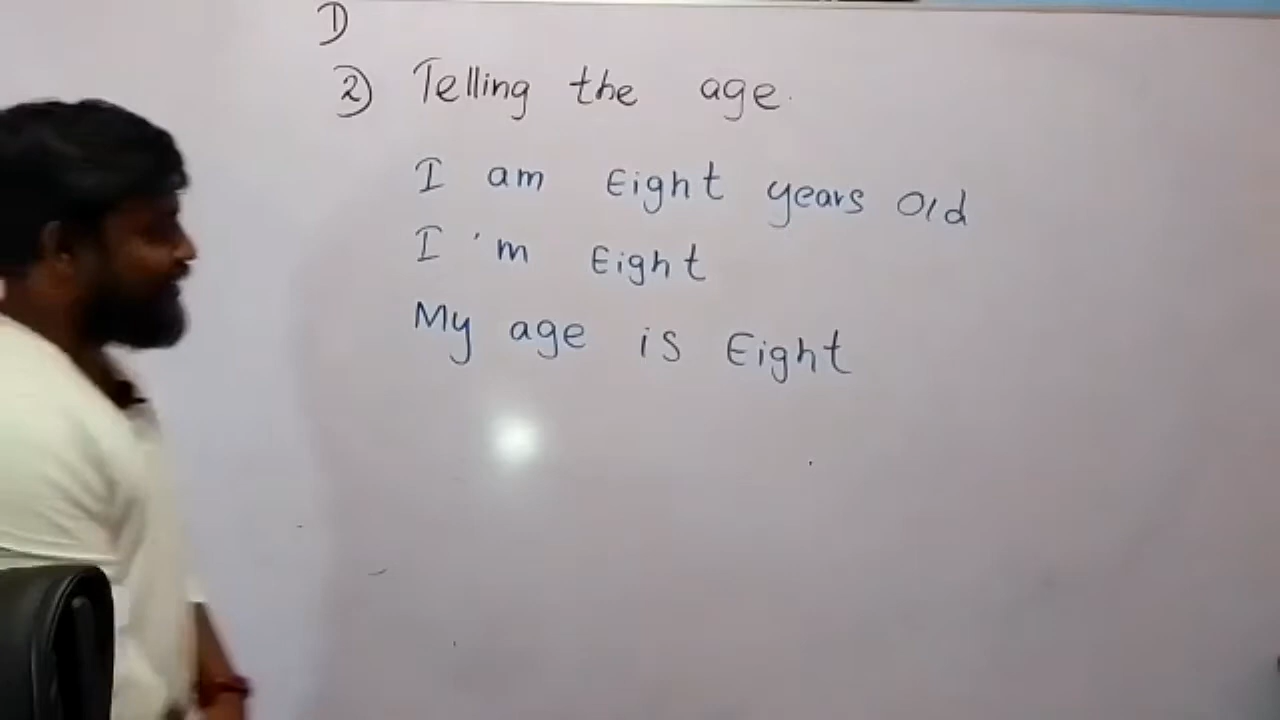 1)
2) Telling the age.
I am Eight years old
I'm Eight
My age is Eight